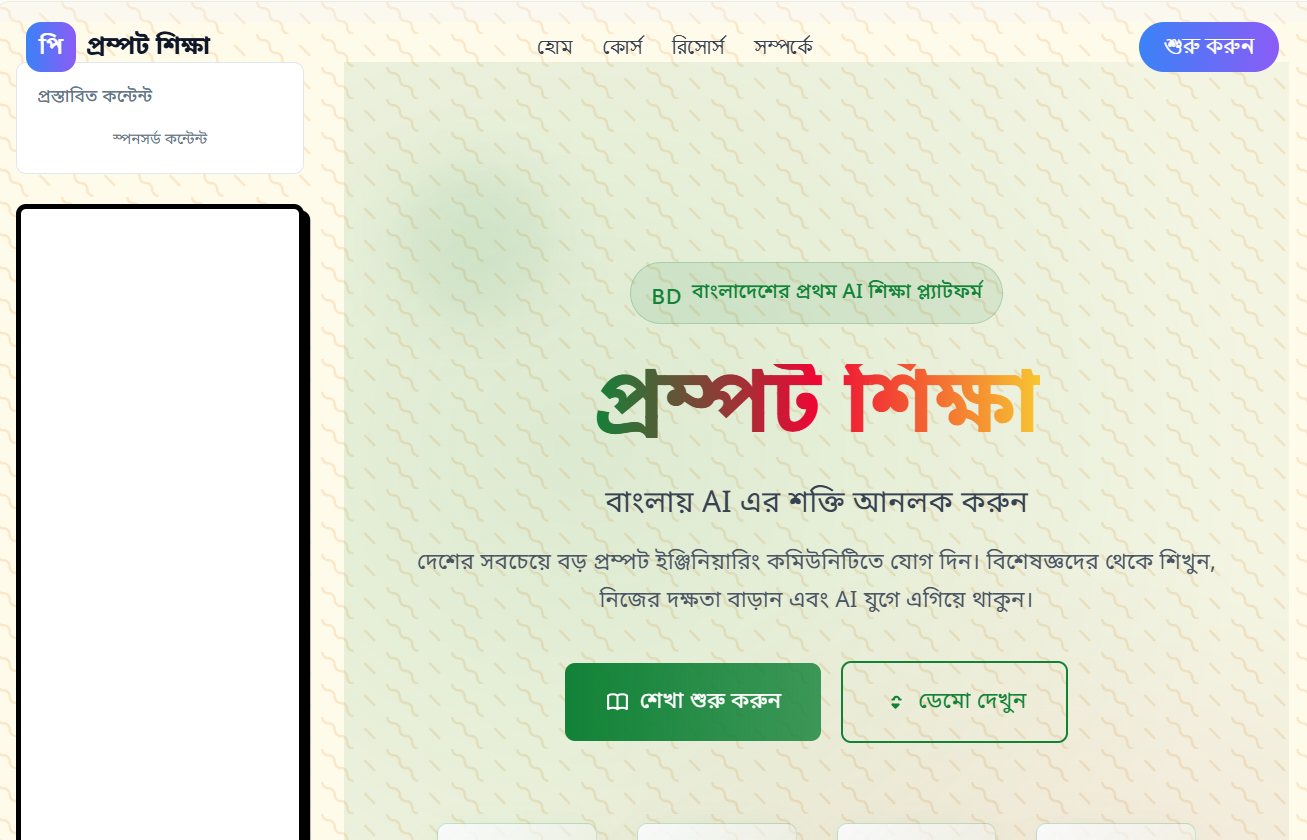 পি প্রম্পট শিক্ষা
হোম কোর্স রিসোর্স সম্পর্কে
শুরু করুন
প্রস্তাবিত কন্টেন্ট
স্পনসর্ড কন্টেন্ট
BD বাংলাদেশের প্রথম AI শিক্ষা প্ল্যাটফর্ম
প্রম্পট শিক্ষা
বাংলায় AI এর শক্তি আনলক করুন
দেশের সবচেয়ে বড় প্রম্পট ইঞ্জিনিয়ারিং কমিউনিটিতে যোগ দিন। বিশেষজ্ঞদের থেকে শিখুন,
নিজের দক্ষতা বাড়ান এবং AI যুগে এগিয়ে থাকুন।
শেখা শুরু করুন
ডেমো দেখুন